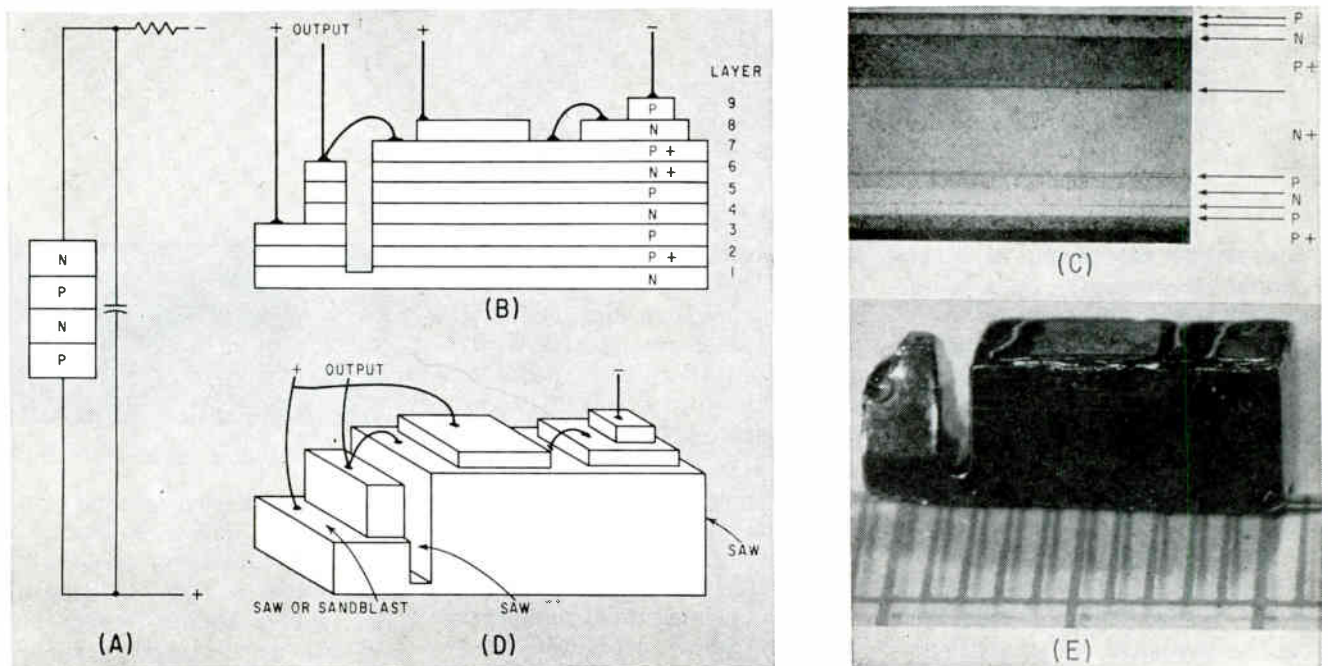 −
+
N
P
N
P
(A)
+ OUTPUT + −
LAYER
P 9
N 8
P + 7
N + 6
P 5
N 4
P 3
P + 2
N 1
(B)
P
N
P +
N +
P
N
P
P +
(C)
+ OUTPUT −
SAW
SAW OR SANDBLAST SAW
(D)
(E)